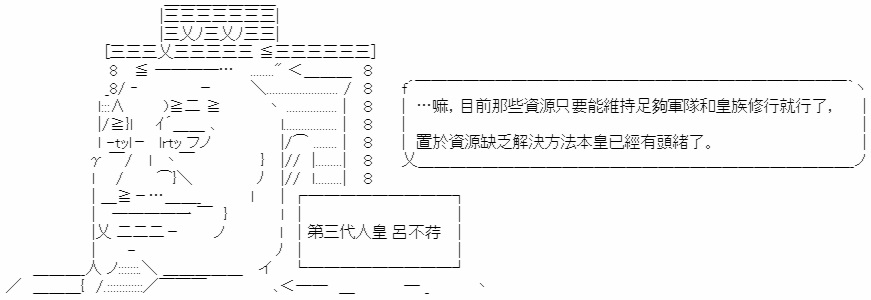 …嘛，目前那些資源只要能維持足夠軍隊和皇族修行就行了，
置於資源缺乏解決方法本皇已經有頭緒了。
第三代人皇 呂不荐